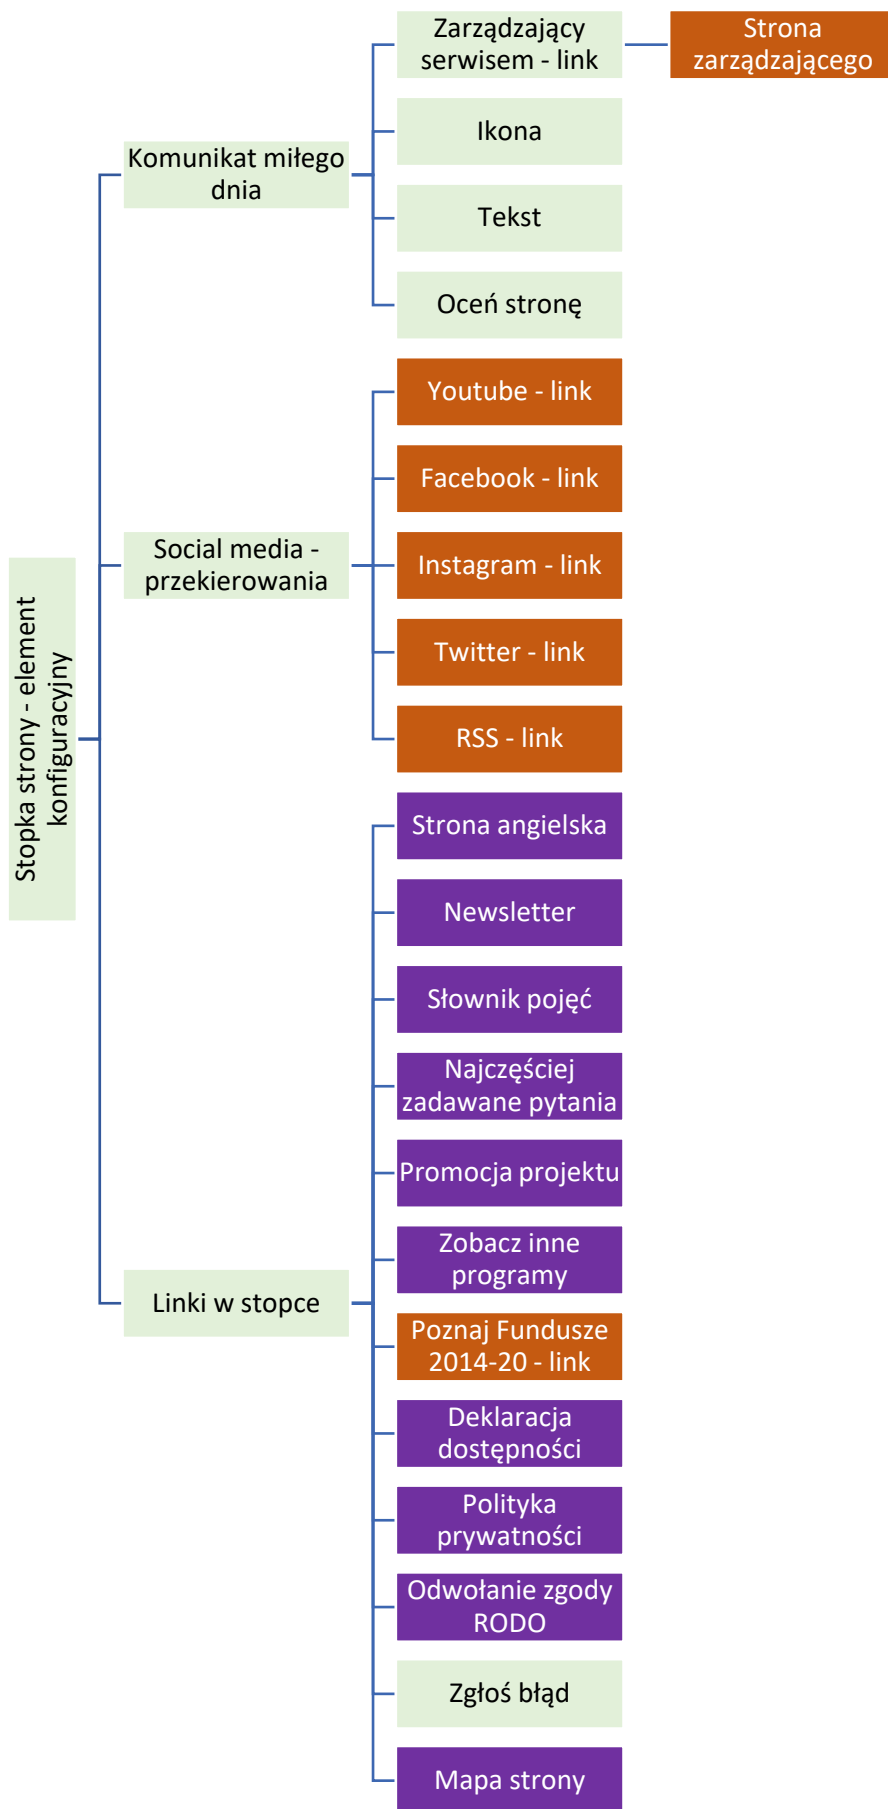 Zarządzający
serwisem - link
Strona
zarządzającego
Ikona
Komunikat miłego
dnia
Tekst
Oceń stronę
Youtube - link
Facebook - link
Social media -
przekierowania
Instagram - link
Twitter - link
Stopka strony - element
konfiguracyjny
RSS - link
Strona angielska
Newsletter
Słownik pojęć
Najczęściej
zadawane pytania
Promocja projektu
Zobacz inne
programy
Linki w stopce
Poznaj Fundusze
2014-20 - link
Deklaracja
dostępności
Polityka
prywatności
Odwołanie zgody
RODO
Zgłoś błąd
Mapa strony